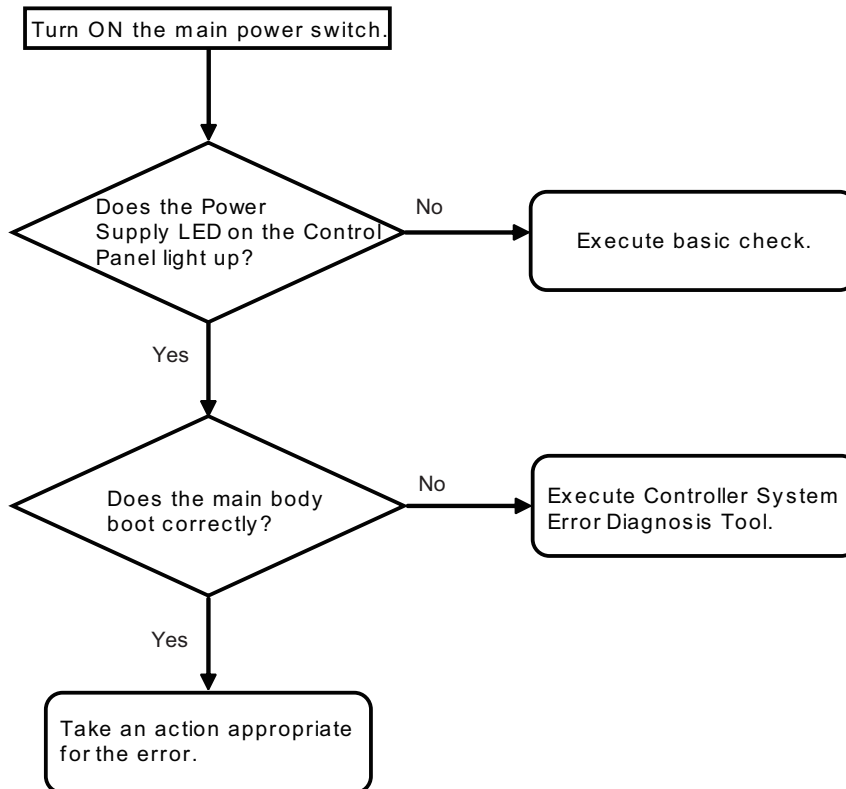 Turn ON the main power switch.
Does the Power
Supply LED on the Control
Panel light up?
No
Execute basic check.
Yes
Does the main body
boot correctly?
No
Execute Controller System
Error Diagnosis Tool.
Yes
Take an action appropriate
for the error.